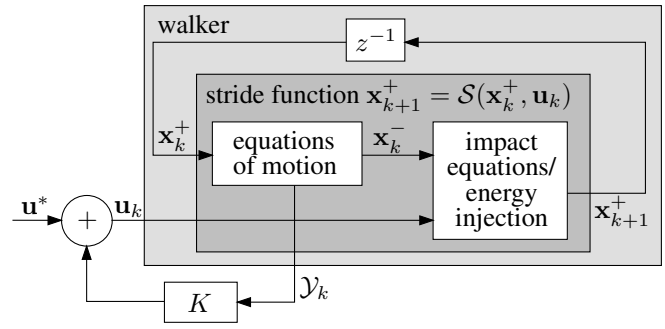 walker
z⁻¹
stride function x⁺ₖ₊₁ = S(x⁺ₖ, uₖ)
x⁺ₖ
equations
of motion
x⁻ₖ
impact
equations/
energy
injection
x⁺ₖ₊₁
u*
+
uₖ
K
𝒴ₖ